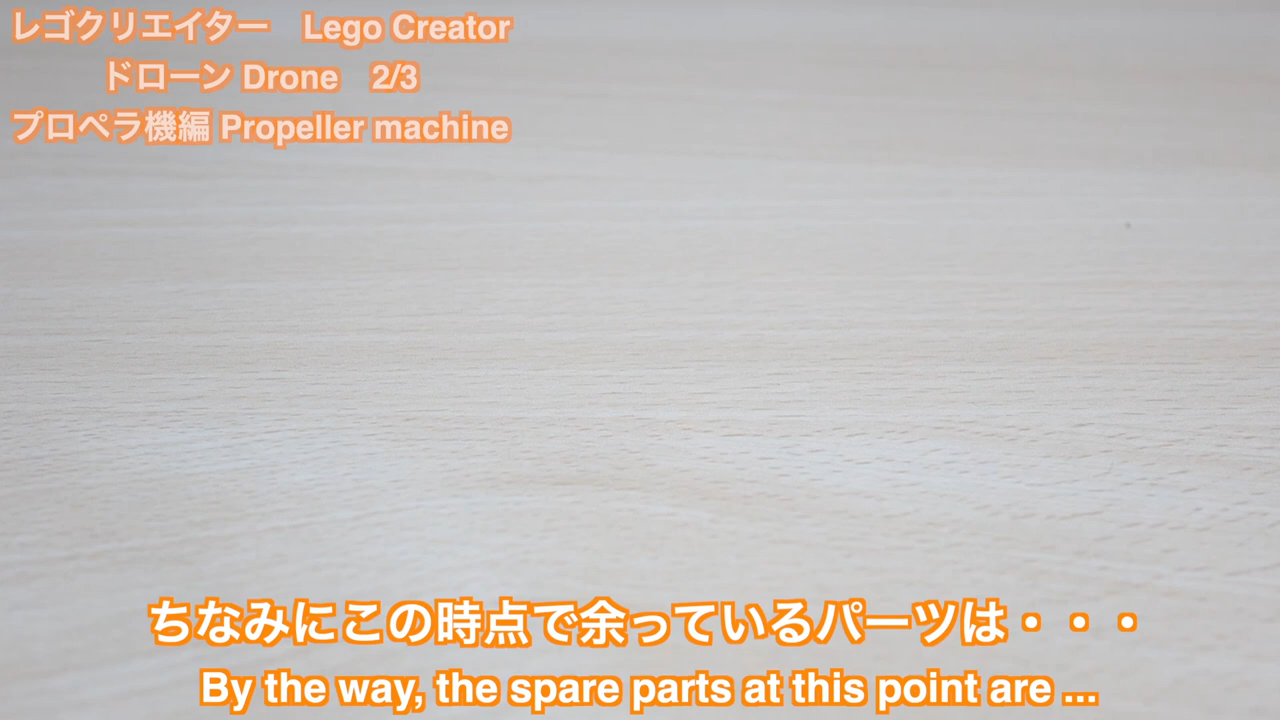 レゴクリエイター　Lego Creator
ドローン Drone　2/3
プロペラ機編 Propeller machine
ちなみにこの時点で余っているパーツは・・・
By the way, the spare parts at this point are ...